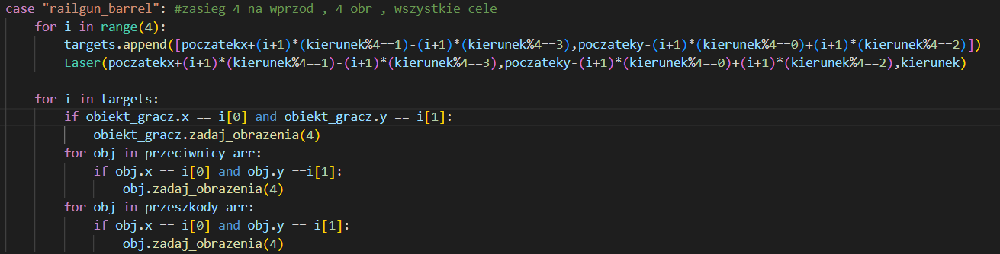 case "railgun_barrel": #zasieg 4 na wprzod , 4 obr , wszystkie cele
for i in range(4):
targets.append([poczatekx+(i+1)*(kierunek%4==1)-(i+1)*(kierunek%4==3),poczateky-(i+1)*(kierunek%4==0)+(i+1)*(kierunek%4==2)])
Laser(poczatekx+(i+1)*(kierunek%4==1)-(i+1)*(kierunek%4==3),poczateky-(i+1)*(kierunek%4==0)+(i+1)*(kierunek%4==2),kierunek)
for i in targets:
if obiekt_gracz.x == i[0] and obiekt_gracz.y == i[1]:
obiekt_gracz.zadaj_obrazenia(4)
for obj in przeciwnicy_arr:
if obj.x == i[0] and obj.y ==i[1]:
obj.zadaj_obrazenia(4)
for obj in przeszkody_arr:
if obj.x == i[0] and obj.y == i[1]:
obj.zadaj_obrazenia(4)